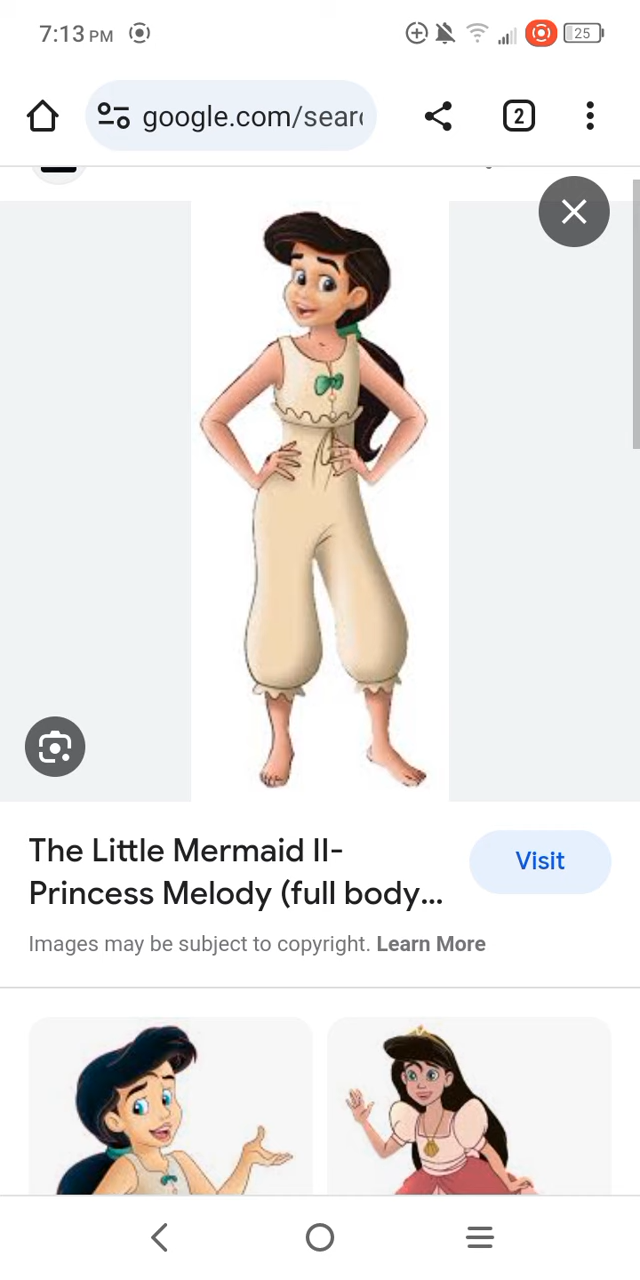 7:13 PM 25
google.com/sear
2
The Little Mermaid II-
Princess Melody (full body...
Visit
Images may be subject to copyright. Learn More